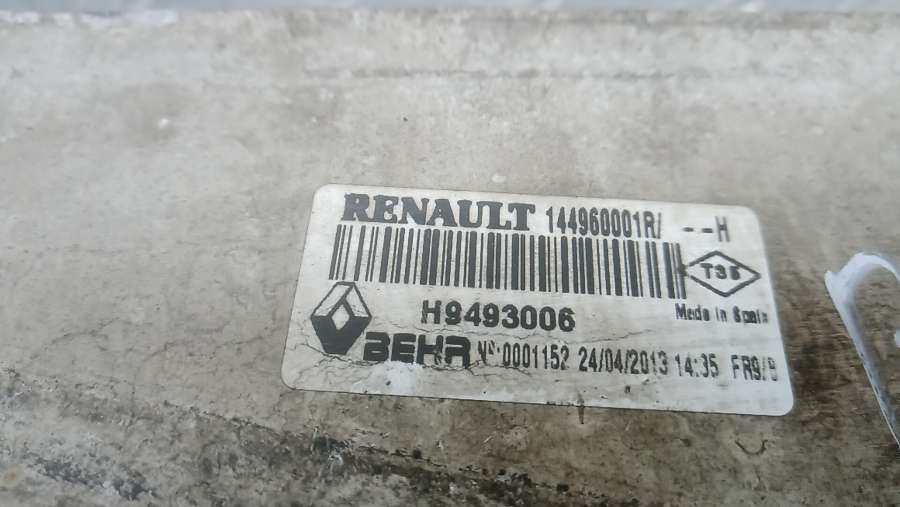 RENAULT 144960001R/ --H
T35
H9493006 Made in Spain
BEHR Nº:0001152 24/04/2013 14:35 FR9/B